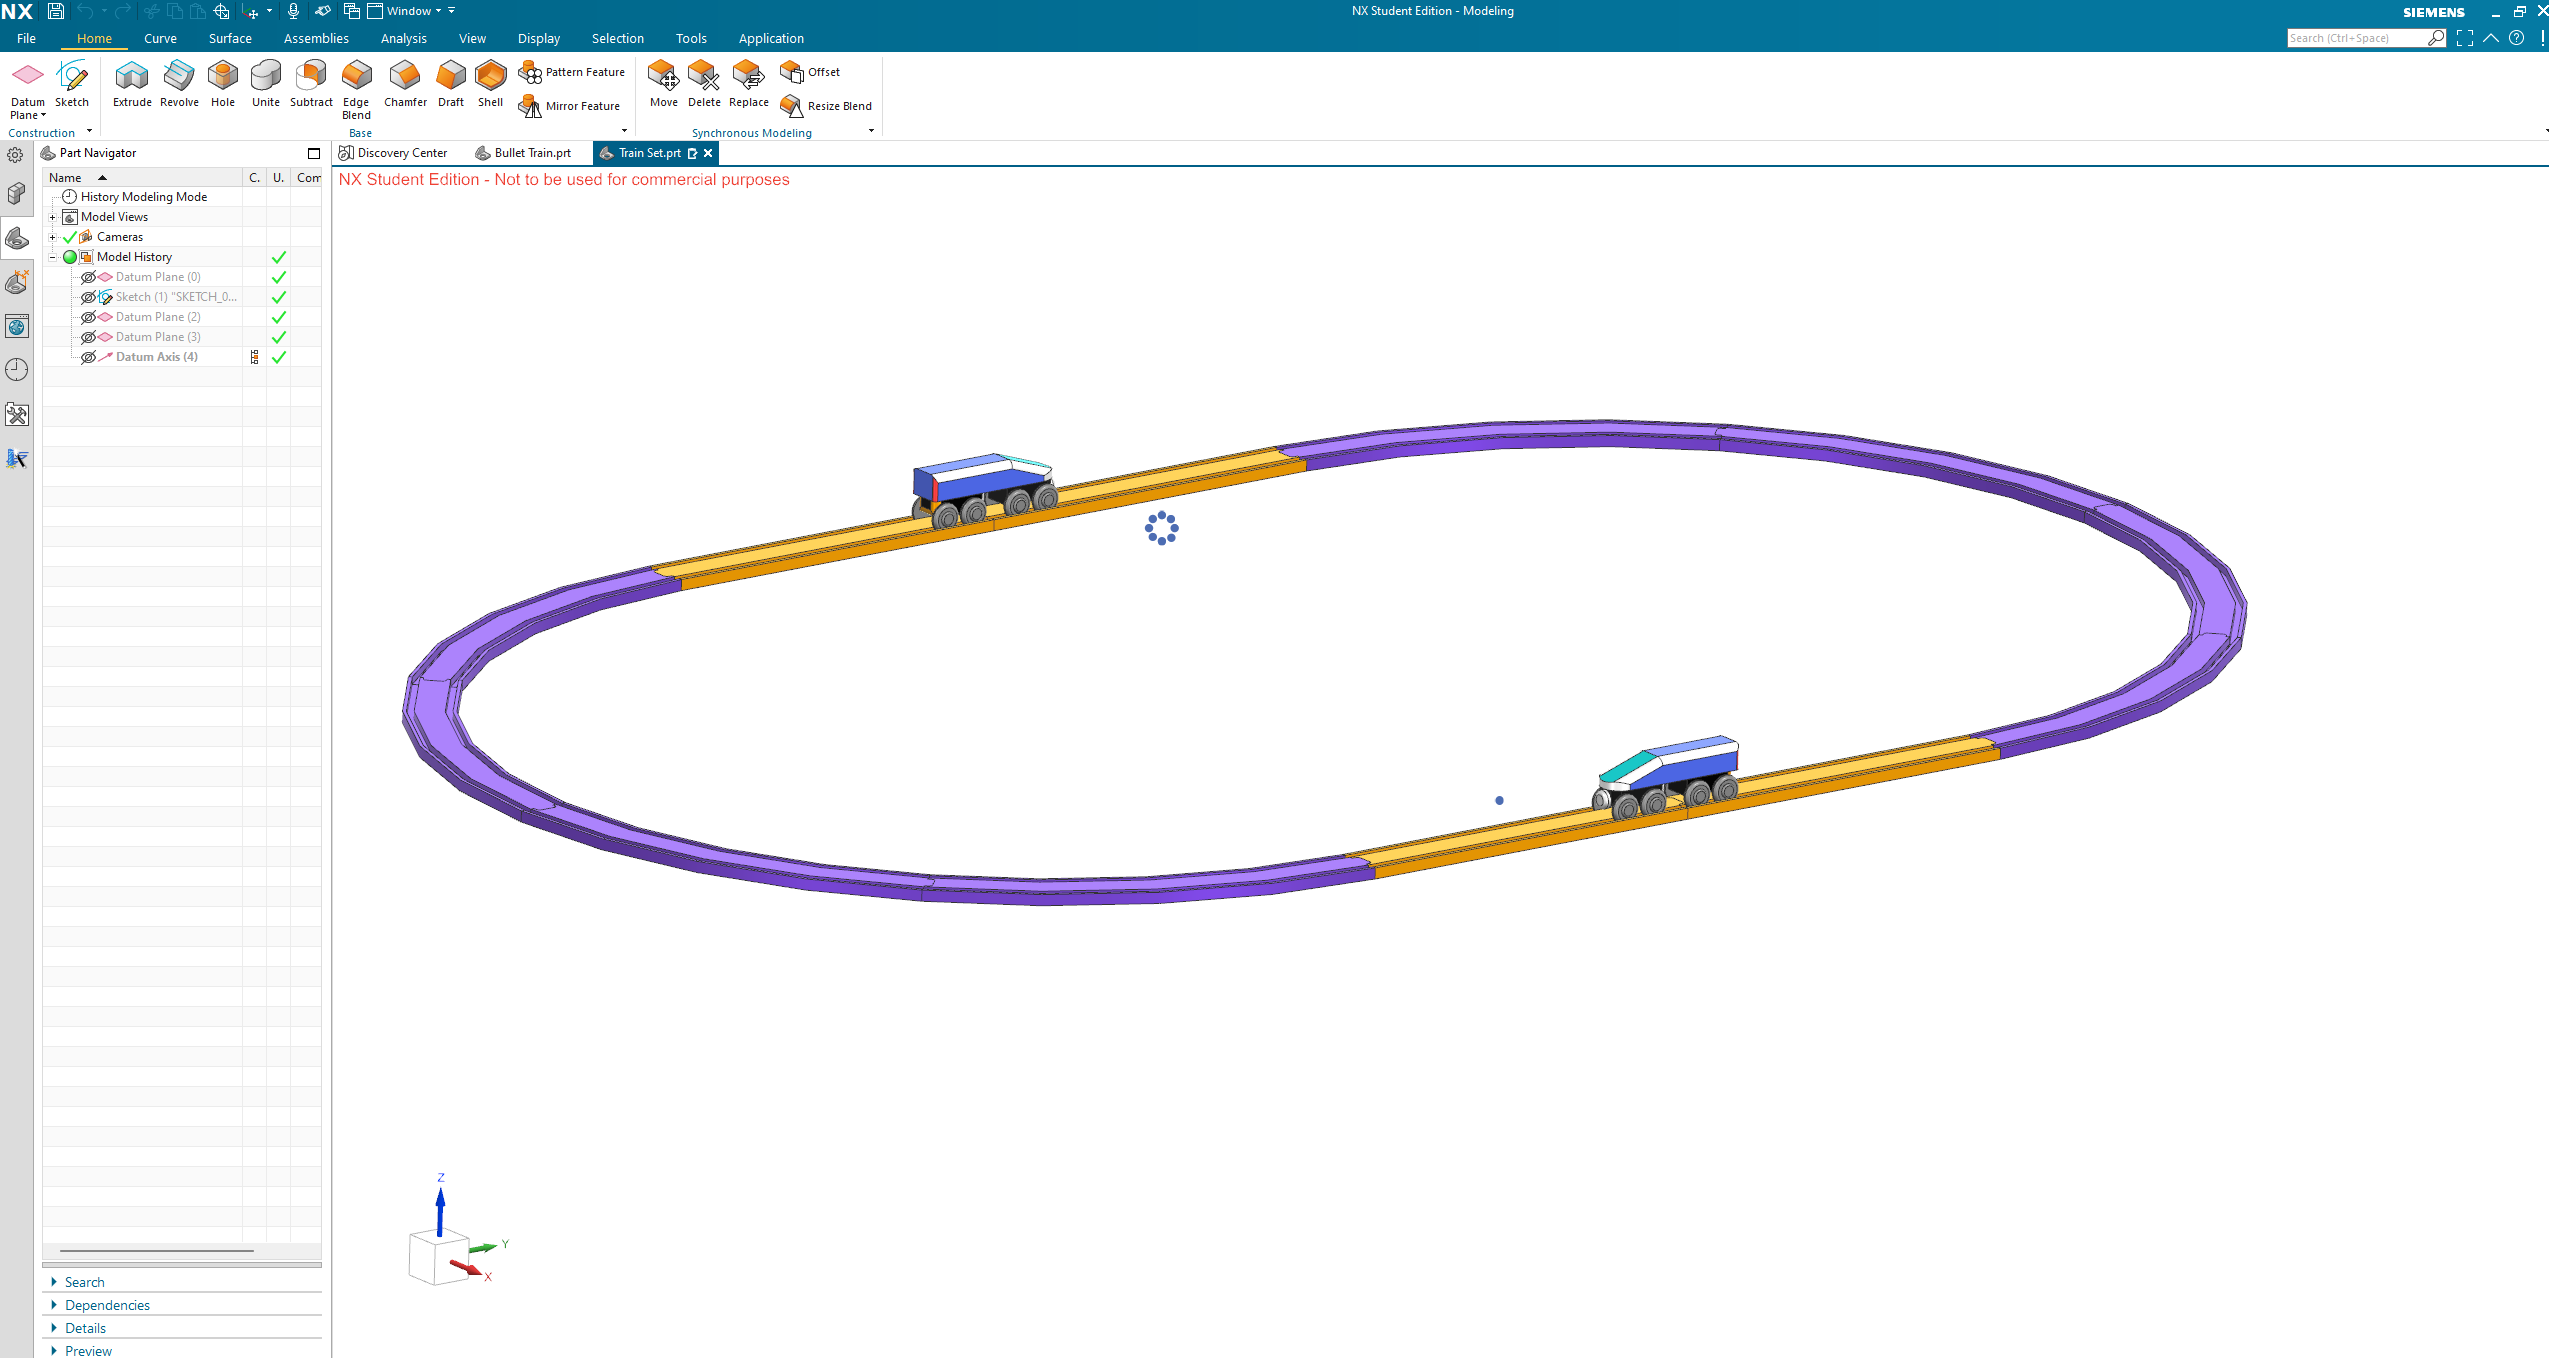 NX Window NX Student Edition - Modeling SIEMENS
File Home Curve Surface Assemblies Analysis View Display Selection Tools Application Search (Ctrl+Space)
Datum Plane Sketch Extrude Revolve Hole Unite Subtract Edge Blend Chamfer Draft Shell Pattern Feature Mirror Feature Move Delete Replace Offset Resize Blend
Construction Base Synchronous Modeling
Part Navigator Discovery Center Bullet Train.prt Train Set.prt
Name C. U. Com
NX Student Edition - Not to be used for commercial purposes
History Modeling Mode
Model Views
Cameras
Model History
Datum Plane (0)
Sketch (1) "SKETCH_0...
Datum Plane (2)
Datum Plane (3)
Datum Axis (4)
Z
Y
X
Search
Dependencies
Details
Preview